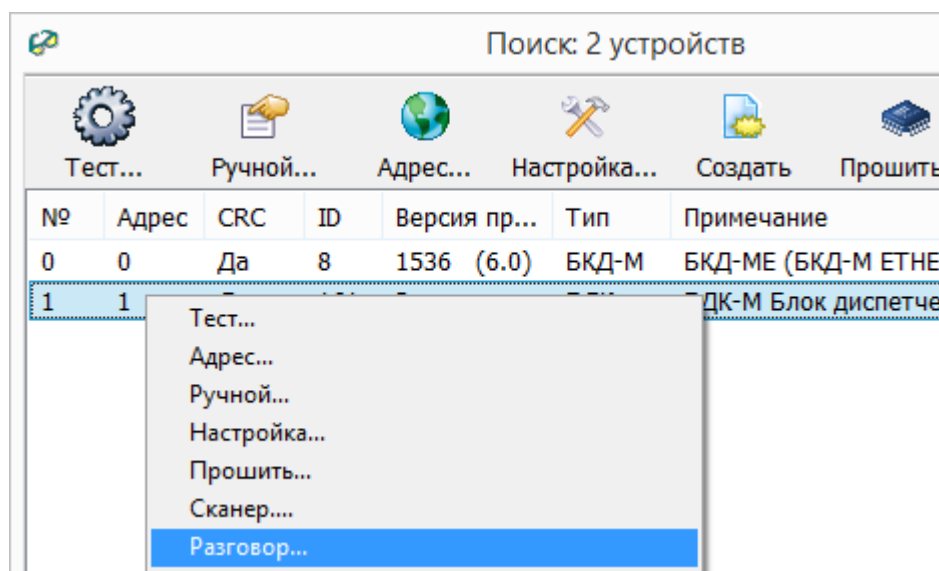 Поиск: 2 устройств
Тест... Ручной... Адрес... Настройка... Создать Прошить
№ Адрес CRC ID Версия пр... Тип Примечание
0 0 Да 8 1536 (6.0) БКД-М БКД-МЕ (БКД-М ETHE
1 1 ДК-М Блок диспетче
Тест...
Адрес...
Ручной...
Настройка...
Прошить...
Сканер....
Разговор...